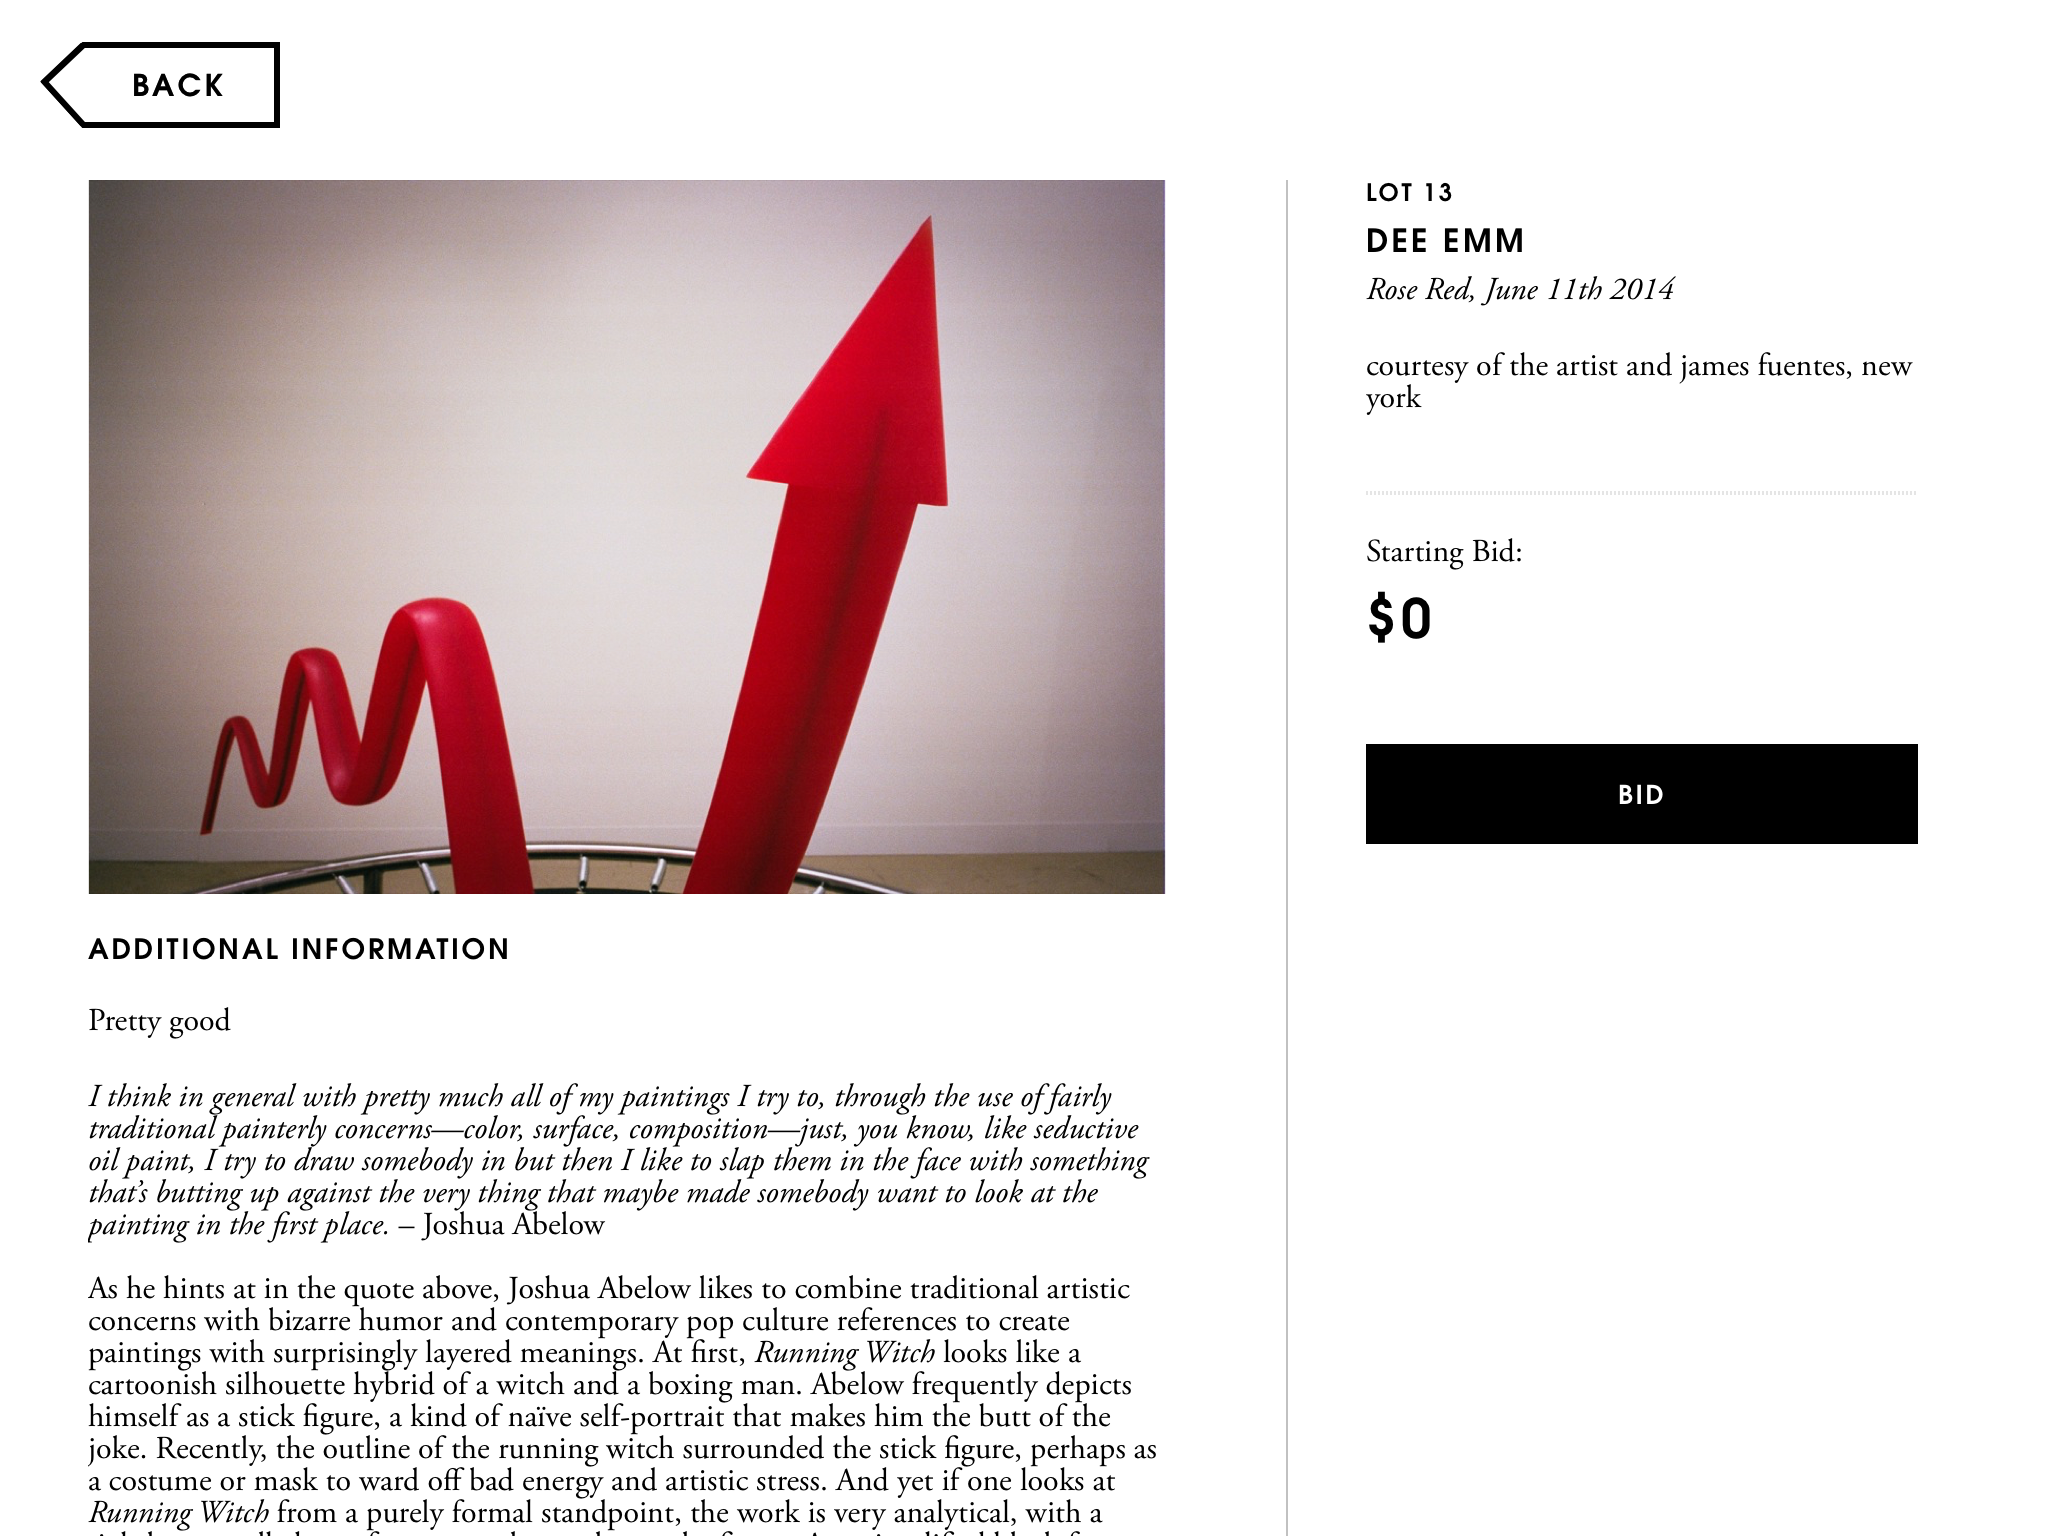 BACK
LOT 13
DEE EMM
Rose Red, June 11th 2014
courtesy of the artist and james fuentes, new
york
Starting Bid:
$0
BID
ADDITIONAL INFORMATION
Pretty good
I think in general with pretty much all of my paintings I try to, through the use of fairly
traditional painterly concerns—color, surface, composition—just, you know, like seductive
oil paint, I try to draw somebody in but then I like to slap them in the face with something
that’s butting up against the very thing that maybe made somebody want to look at the
painting in the first place. – Joshua Abelow
As he hints at in the quote above, Joshua Abelow likes to combine traditional artistic
concerns with bizarre humor and contemporary pop culture references to create
paintings with surprisingly layered meanings. At first, Running Witch looks like a
cartoonish silhouette hybrid of a witch and a boxing man. Abelow frequently depicts
himself as a stick figure, a kind of naïve self-portrait that makes him the butt of the
joke. Recently, the outline of the running witch surrounded the stick figure, perhaps as
a costume or mask to ward off bad energy and artistic stress. And yet if one looks at
Running Witch from a purely formal standpoint, the work is very analytical, with a